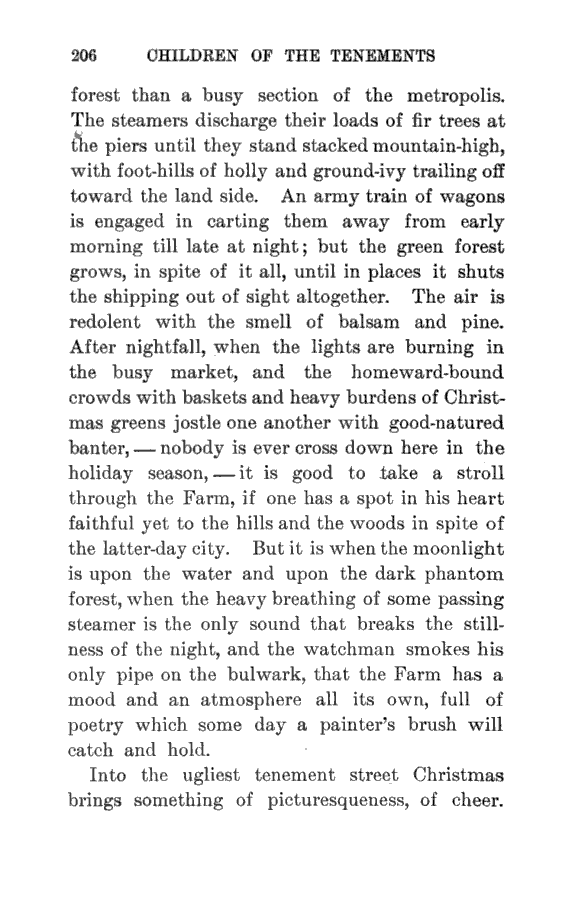 206 CHILDREN OF THE TENEMENTS
forest than a busy section of the metropolis.
The steamers discharge their loads of fir trees at
the piers until they stand stacked mountain-high,
with foot-hills of holly and ground-ivy trailing off
toward the land side. An army train of wagons
is engaged in carting them away from early
morning till late at night; but the green forest
grows, in spite of it all, until in places it shuts
the shipping out of sight altogether. The air is
redolent with the smell of balsam and pine.
After nightfall, when the lights are burning in
the busy market, and the homeward-bound
crowds with baskets and heavy burdens of Christ-
mas greens jostle one another with good-natured
banter, — nobody is ever cross down here in the
holiday season, — it is good to take a stroll
through the Farm, if one has a spot in his heart
faithful yet to the hills and the woods in spite of
the latter-day city. But it is when the moonlight
is upon the water and upon the dark phantom
forest, when the heavy breathing of some passing
steamer is the only sound that breaks the still-
ness of the night, and the watchman smokes his
only pipe on the bulwark, that the Farm has a
mood and an atmosphere all its own, full of
poetry which some day a painter's brush will
catch and hold.
Into the ugliest tenement street Christmas
brings something of picturesqueness, of cheer.